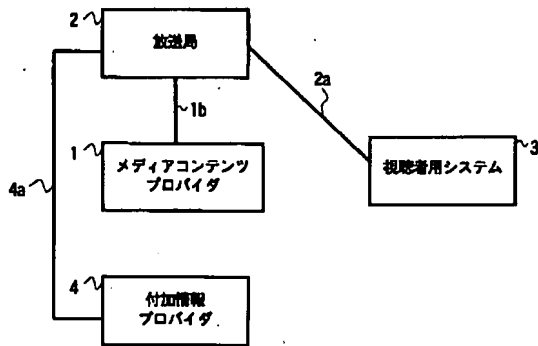 2
放送局
2a
1b
1
メディアコンテンツ
プロバイダ
3
視聴者用システム
4a
4
付加情報
プロバイダ